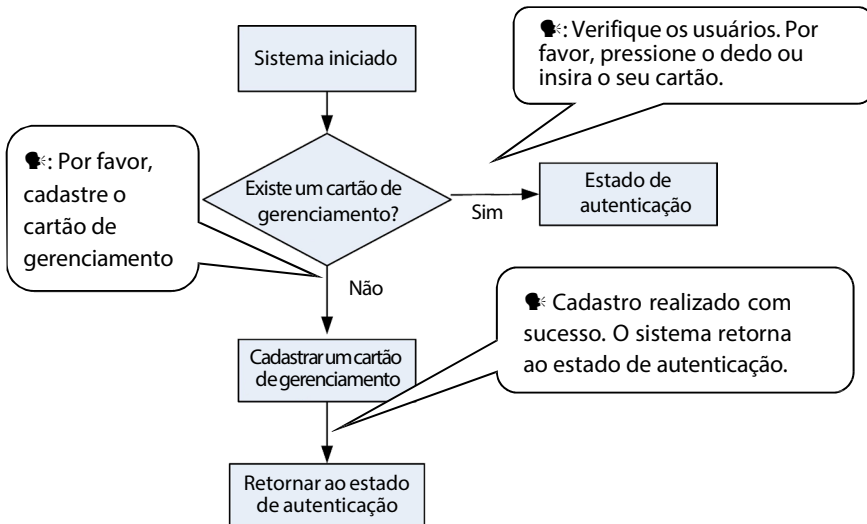 Sistema iniciado
🗣: Verifique os usuários. Por
favor, pressione o dedo ou
insira o seu cartão.
🗣: Por favor,
cadastre o
cartão de
gerenciamento
Existe um cartão de
gerenciamento?
Sim
Estado de
autenticação
Não
🗣 Cadastro realizado com
sucesso. O sistema retorna
ao estado de autenticação.
Cadastrar um cartão
de gerenciamento
Retornar ao estado
de autenticação